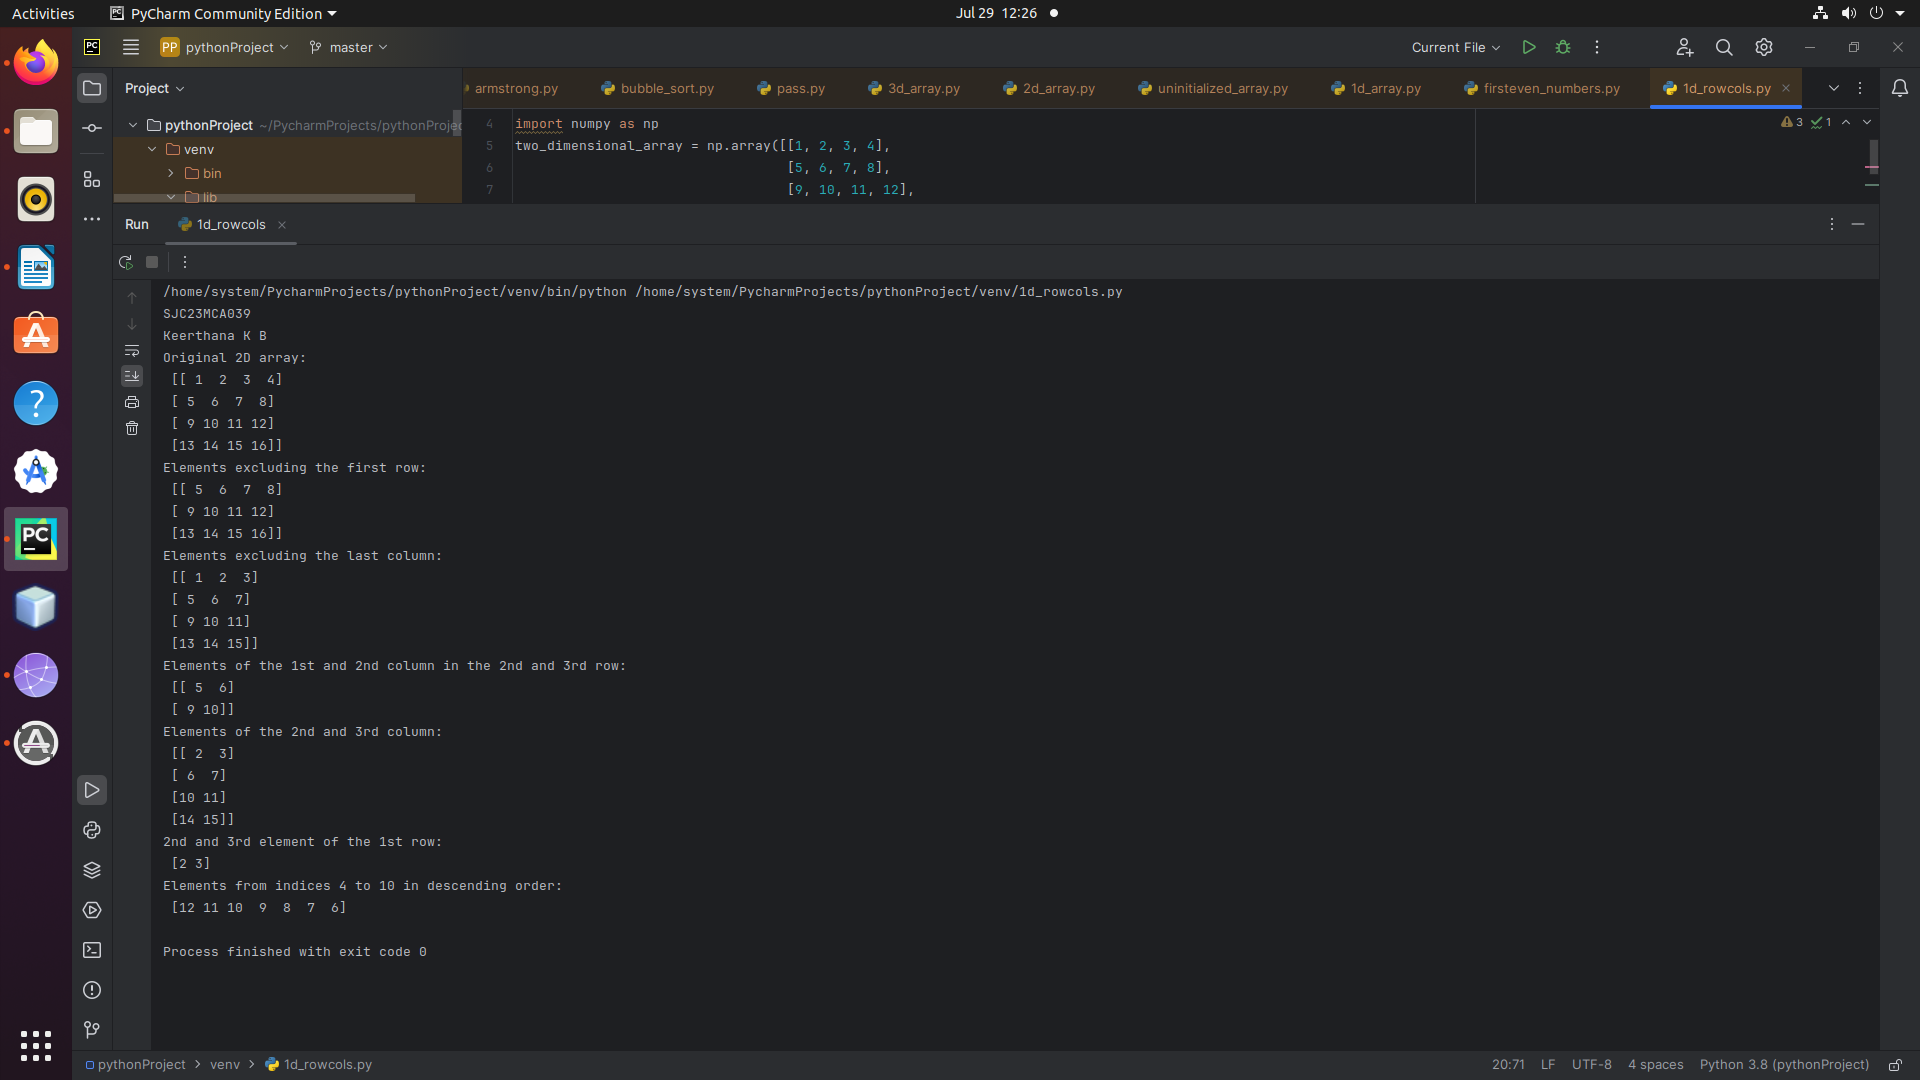 Activities PyCharm Community Edition Jul 29 12:26
PC PP pythonProject master Current File
Project armstrong.py bubble_sort.py pass.py 3d_array.py 2d_array.py uninitialized_array.py 1d_array.py firsteven_numbers.py 1d_rowcols.py
pythonProject ~/PycharmProjects/pythonProjec
venv
bin
lib
4 import numpy as np
5 two_dimensional_array = np.array([[1, 2, 3, 4],
6 [5, 6, 7, 8],
7 [9, 10, 11, 12],
3 1
Run 1d_rowcols
/home/system/PycharmProjects/pythonProject/venv/bin/python /home/system/PycharmProjects/pythonProject/venv/1d_rowcols.py
SJC23MCA039
Keerthana K B
Original 2D array:
[[ 1 2 3 4]
[ 5 6 7 8]
[ 9 10 11 12]
[13 14 15 16]]
Elements excluding the first row:
[[ 5 6 7 8]
[ 9 10 11 12]
[13 14 15 16]]
Elements excluding the last column:
[[ 1 2 3]
[ 5 6 7]
[ 9 10 11]
[13 14 15]]
Elements of the 1st and 2nd column in the 2nd and 3rd row:
[[ 5 6]
[ 9 10]]
Elements of the 2nd and 3rd column:
[[ 2 3]
[ 6 7]
[10 11]
[14 15]]
2nd and 3rd element of the 1st row:
[2 3]
Elements from indices 4 to 10 in descending order:
[12 11 10 9 8 7 6]
Process finished with exit code 0
PC
pythonProject > venv > 1d_rowcols.py 20:71 LF UTF-8 4 spaces Python 3.8 (pythonProject)